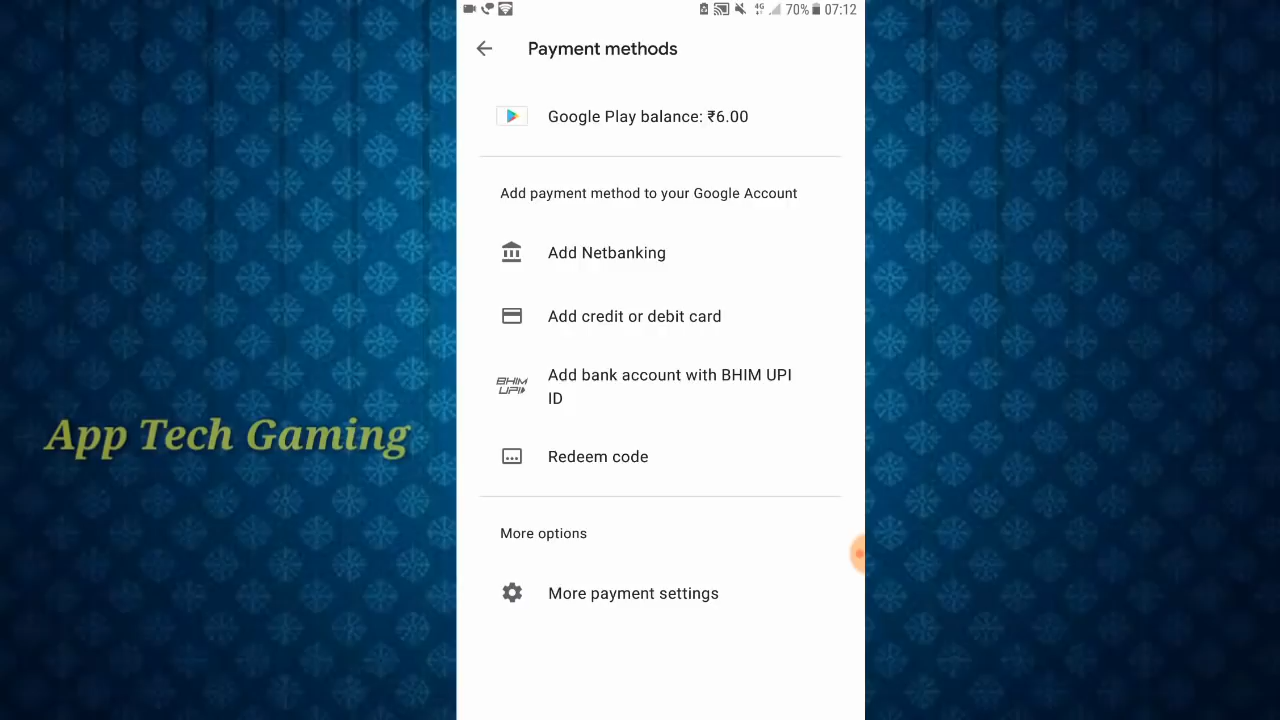 4G 70% 07:12
Payment methods
Google Play balance: ₹6.00
Add payment method to your Google Account
Add Netbanking
Add credit or debit card
BHIM
UPI
Add bank account with BHIM UPI
ID
Redeem code
More options
More payment settings
App Tech Gaming